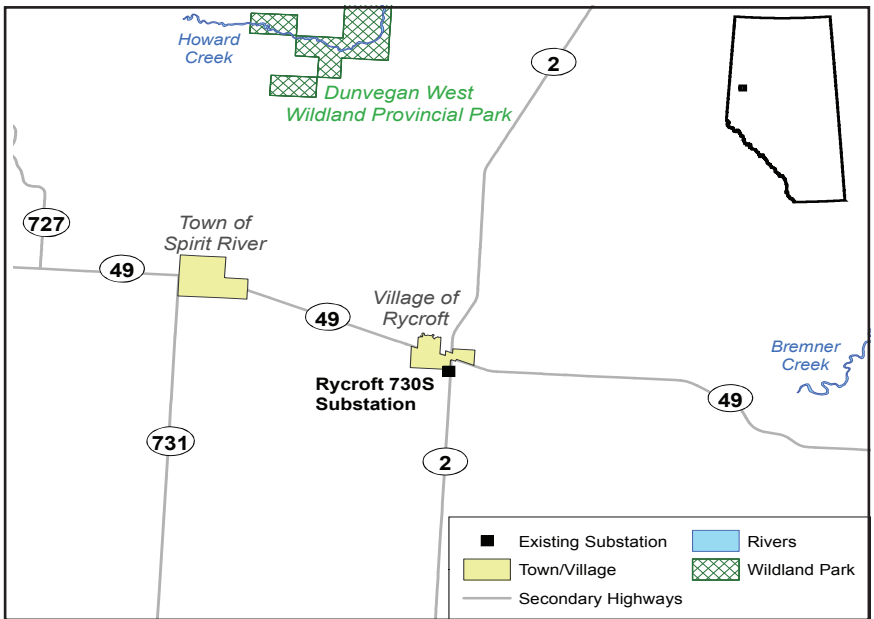 Howard
Creek
2
Dunvegan West
Wildland Provincial Park
727
Town of
Spirit River
49
49
Village of
Rycroft
Bremner
Creek
Rycroft 730S
Substation
49
731
2
Existing Substation
Rivers
Town/Village
Wildland Park
Secondary Highways